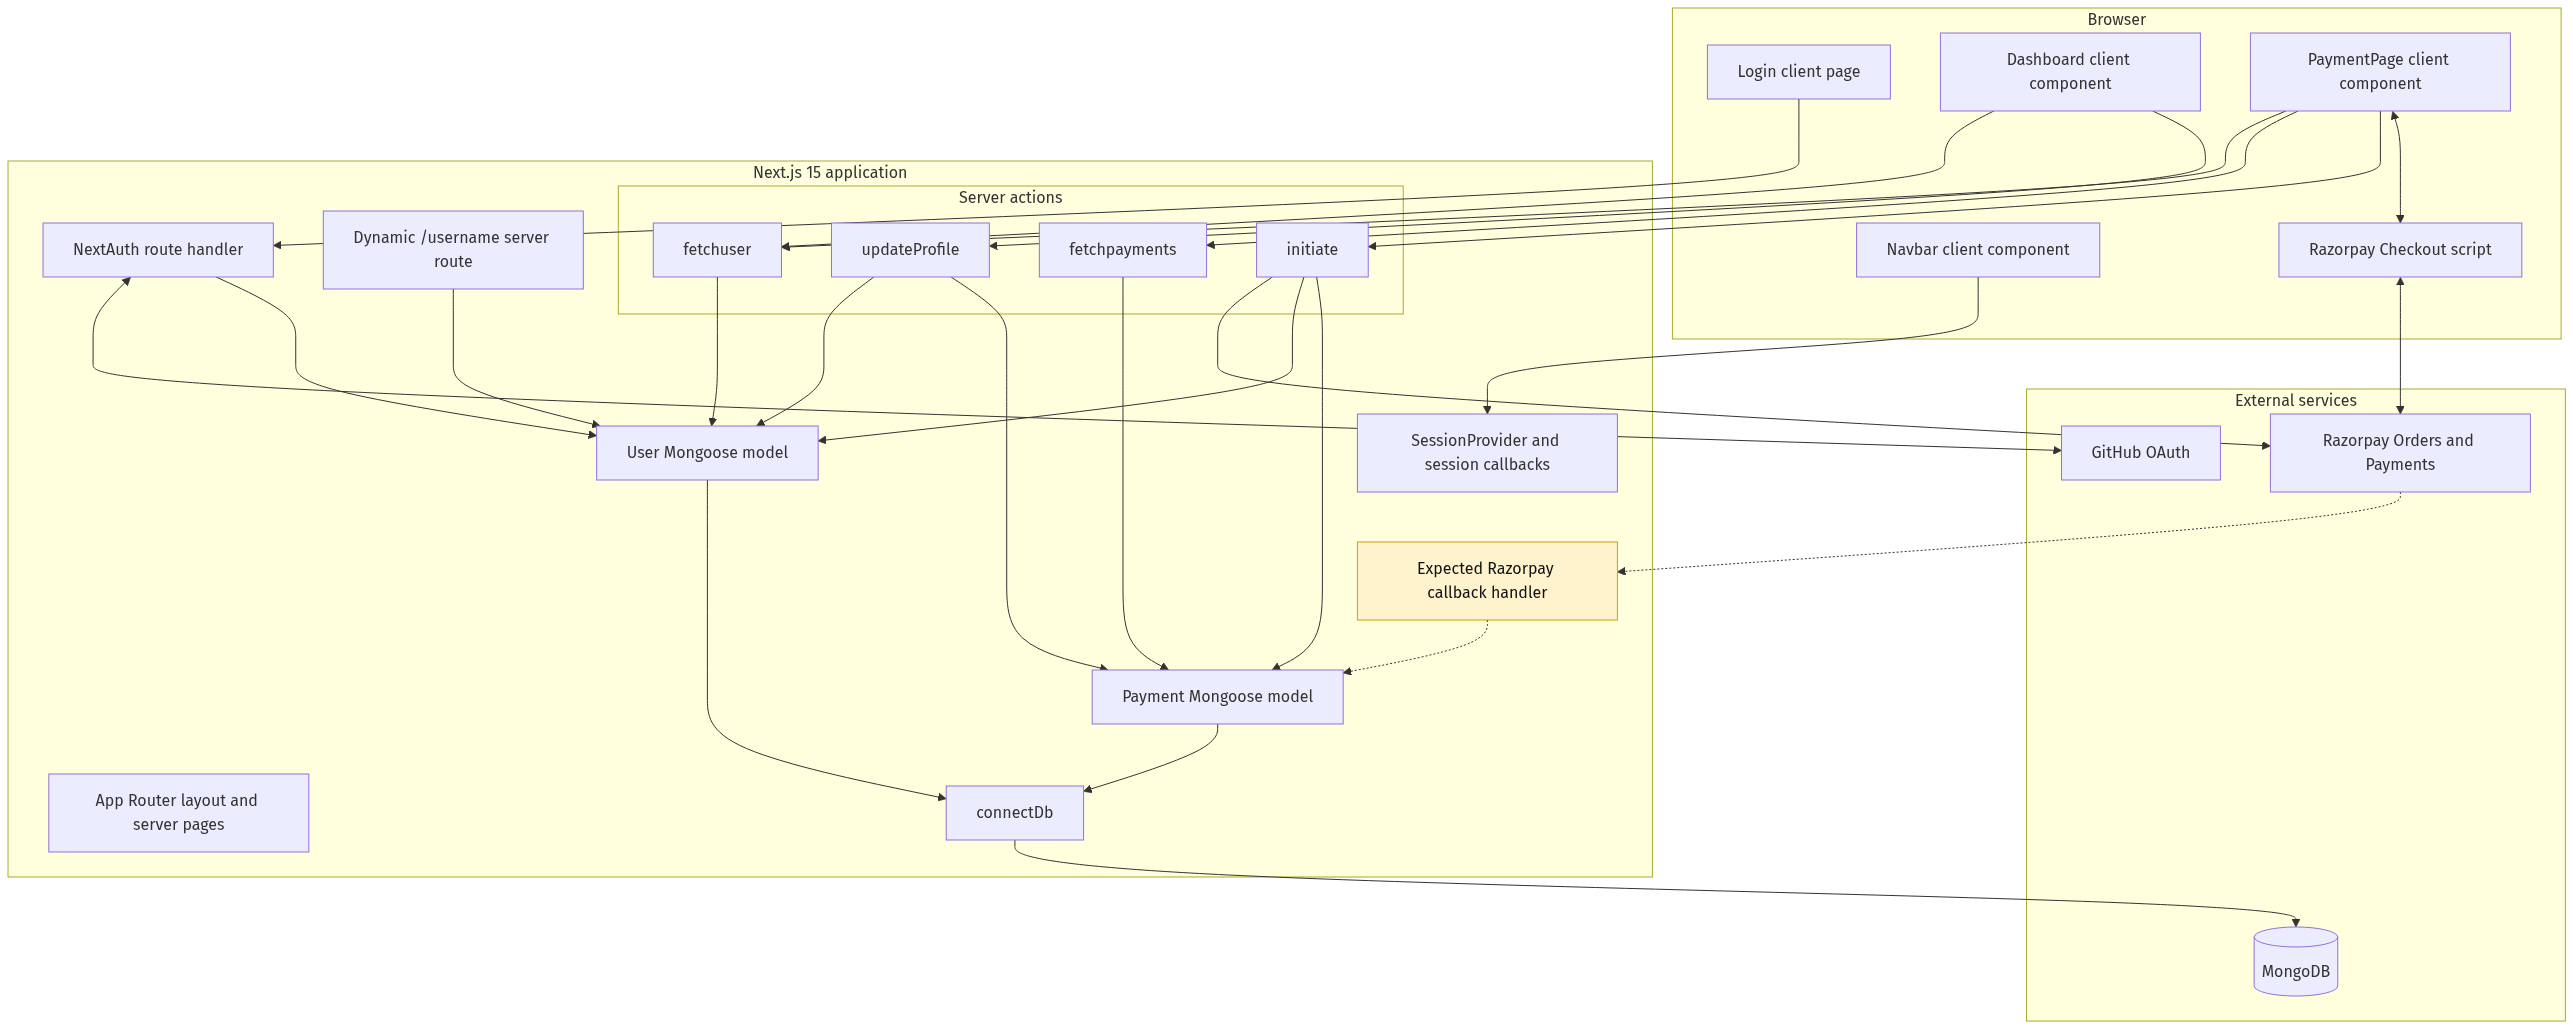 Browser
Login client page
Dashboard client
component
PaymentPage client
component
Next.js 15 application
Server actions
NextAuth route handler
Dynamic /username server
route
fetchuser
updateProfile
fetchpayments
initiate
Navbar client component
Razorpay Checkout script
External services
User Mongoose model
SessionProvider and
session callbacks
GitHub OAuth
Razorpay Orders and
Payments
Expected Razorpay
callback handler
Payment Mongoose model
App Router layout and
server pages
connectDb
MongoDB